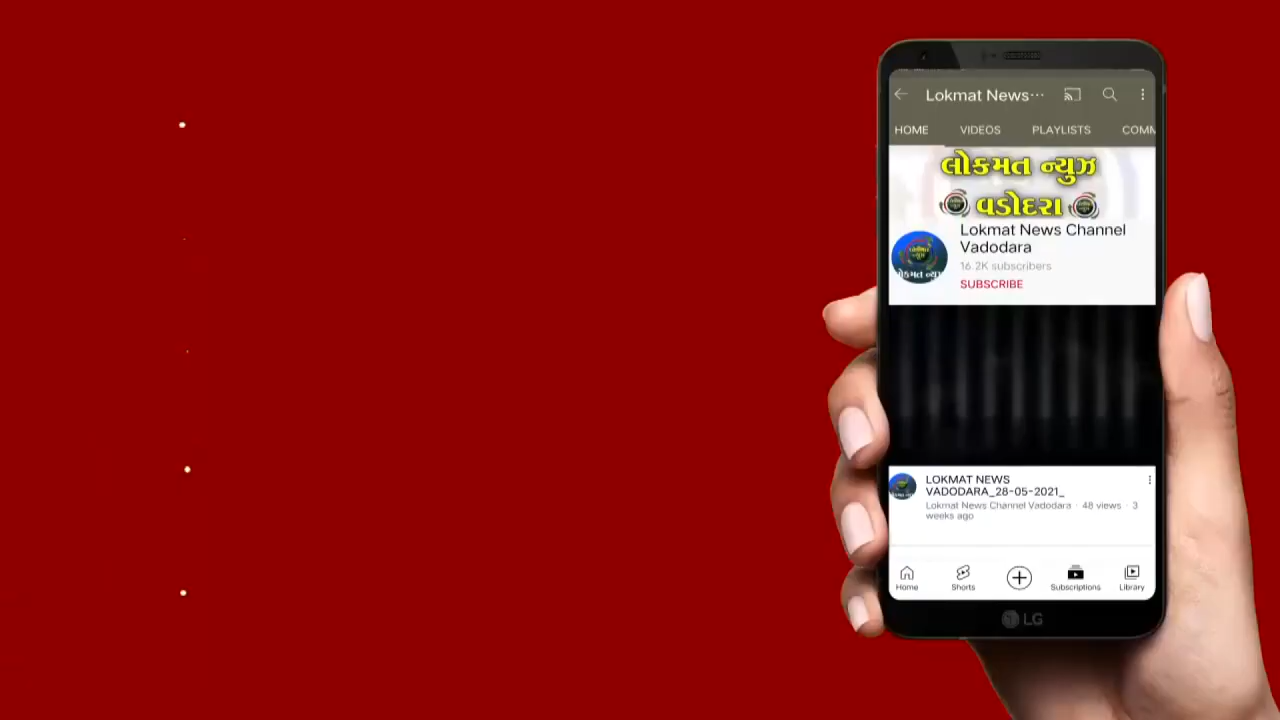 Lokmat News...
HOME VIDEOS PLAYLISTS COMM
લોકમત ન્યુઝ
વડોદરા
Lokmat News Channel
Vadodara
16.2K subscribers
SUBSCRIBE
LOKMAT NEWS
VADODARA_28-05-2021_
Lokmat News Channel Vadodara · 48 views · 3
weeks ago
Home Shorts Subscriptions Library
LG